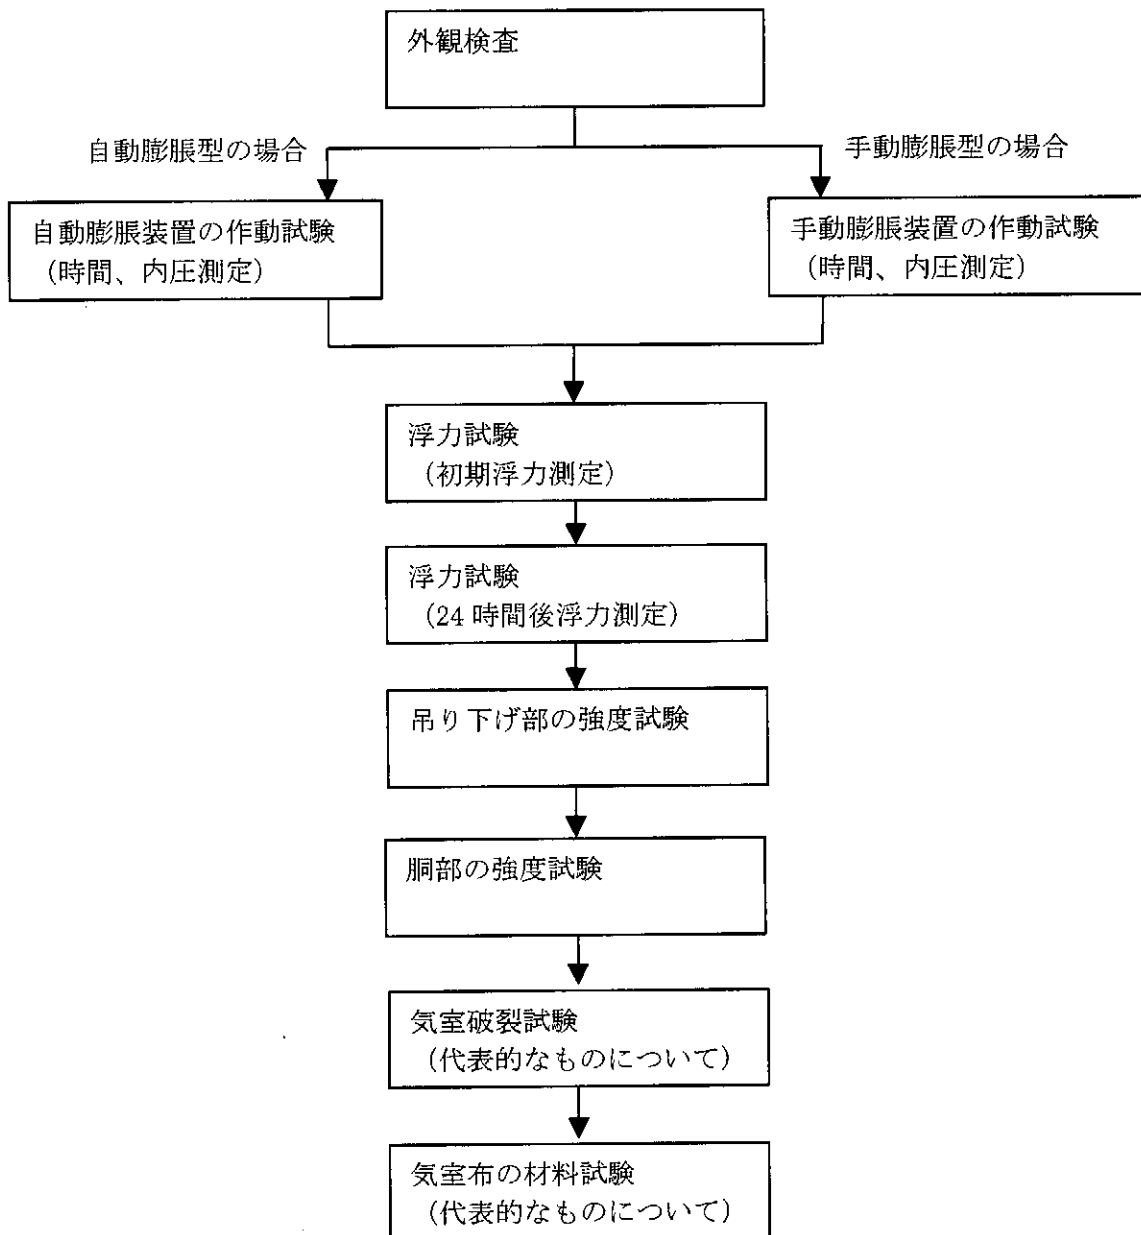 外観検査
自動膨脹型の場合
手動膨脹型の場合
自動膨脹装置の作動試験
(時間、内圧測定)
手動膨脹装置の作動試験
(時間、内圧測定)
浮力試験
(初期浮力測定)
浮力試験
(24 時間後浮力測定)
吊り下げ部の強度試験
胴部の強度試験
気室破裂試験
(代表的なものについて)
気室布の材料試験
(代表的なものについて)